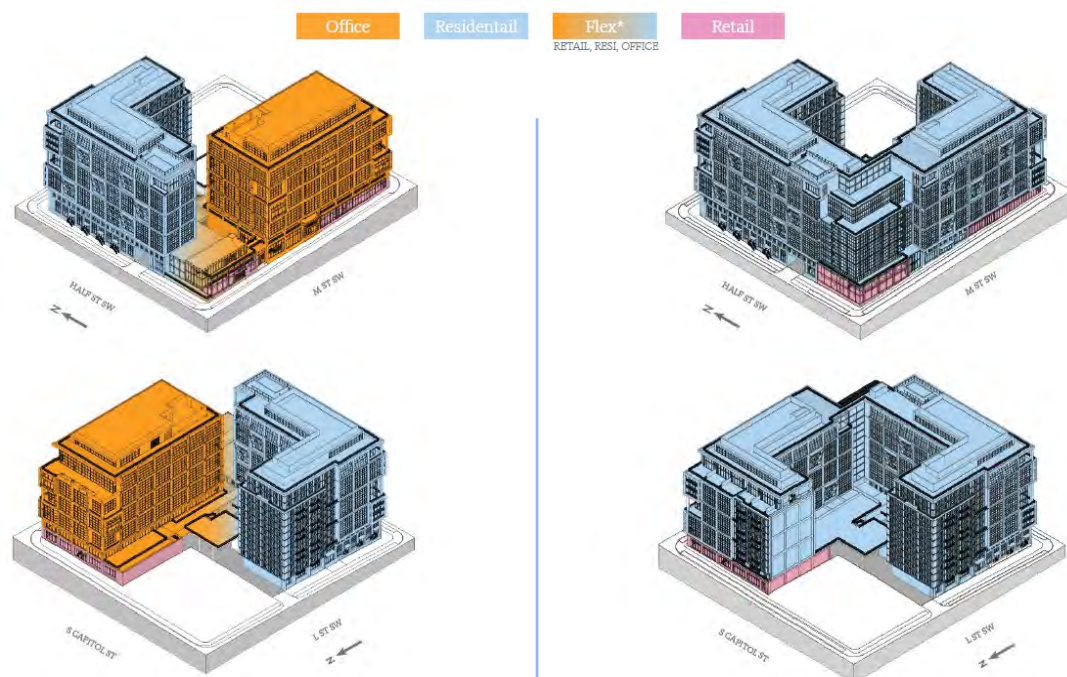 Office
Residentail
Flex*
Retail
RETAIL, RESI, OFFICE
HALF ST SW
M ST SW
N
HALF ST SW
M ST SW
N
S CAPITOL ST
L ST SW
N
S CAPITOL ST
L ST SW
N